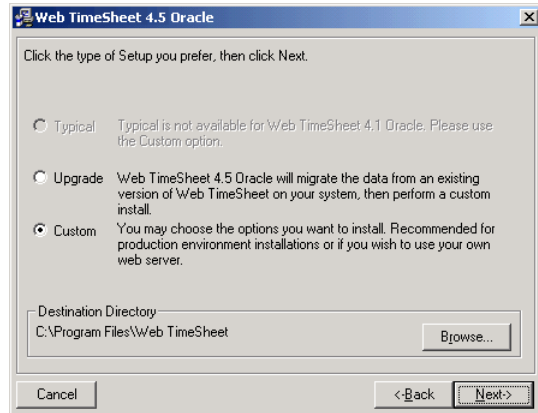 Web TimeSheet 4.5 Oracle
Click the type of Setup you prefer, then click Next.
Typical
Typical is not available for Web TimeSheet 4.1 Oracle. Please use
the Custom option.
Upgrade
Web TimeSheet 4.5 Oracle will migrate the data from an existing
version of Web TimeSheet on your system, then perform a custom
install.
Custom
You may choose the options you want to install. Recommended for
production environment installations or if you wish to use your own
web server.
Destination Directory
C:\Program Files\Web TimeSheet
Browse...
Cancel
<-Back
Next->